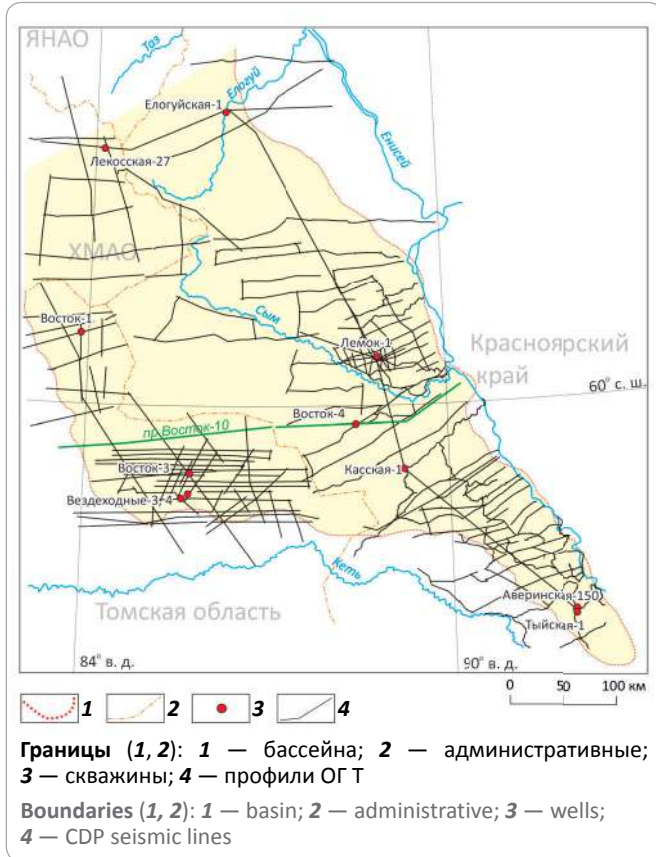 ЯНАО
Таз
Елогуй
Елогуйская-1
Енисей
Лекосская-27
ХМАО
Восток-1
Сым
Лемок-1
Красноярский
край
60° с. ш.
Восток-4
пр.Восток-10
Восток-3
Касская-1
Вездеходные-3, 4
Кеть
Томская область
Аверинская-150
Тыйская-1
84° в. д.
90° в. д.
0 50 100 км
1 2 3 4
Границы (1, 2): 1 — бассейна; 2 — административные;
3 — скважины; 4 — профили ОГ Т
Boundaries (1, 2): 1 — basin; 2 — administrative; 3 — wells;
4 — CDP seismic lines